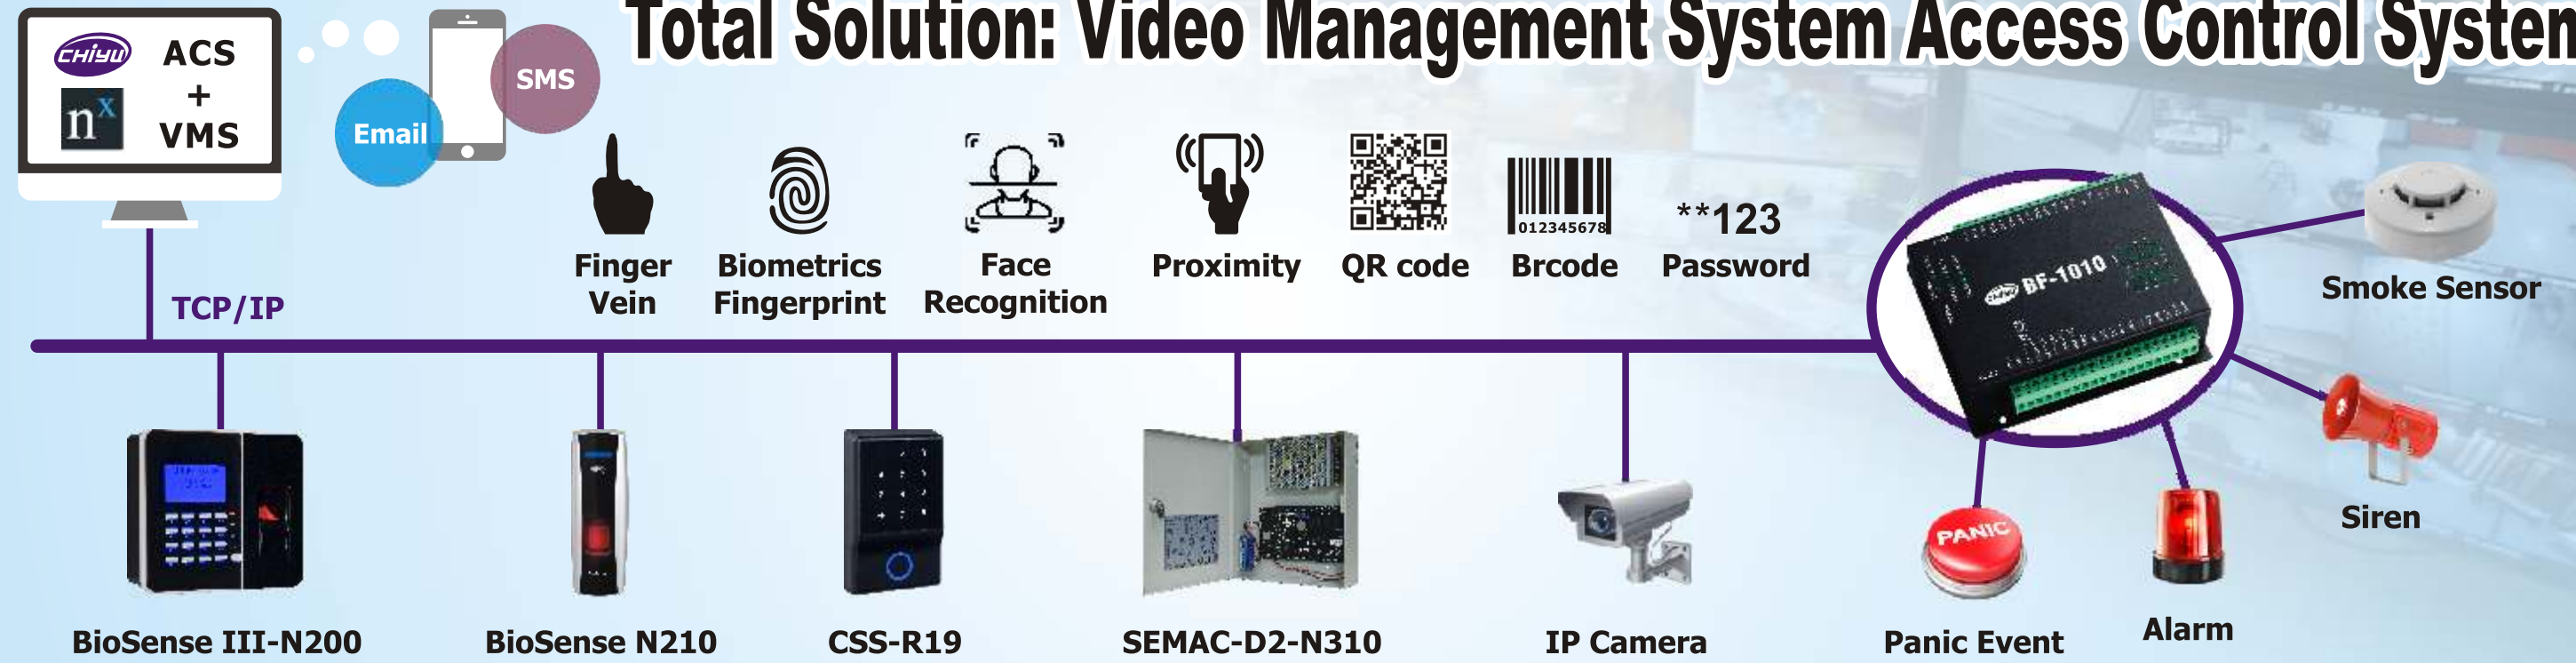 Total Solution: Video Management System Access Control System
CHIYU
ACS
+
VMS
nx
Email
SMS
TCP/IP
Finger
Vein
Biometrics
Fingerprint
Face
Recognition
Proximity
QR code
012345678
Brcode
**123
Password
CHIYU BF-1010
Smoke Sensor
Siren
PANIC
Panic Event
Alarm
BioSense III-N200
BioSense N210
CSS-R19
SEMAC-D2-N310
IP Camera